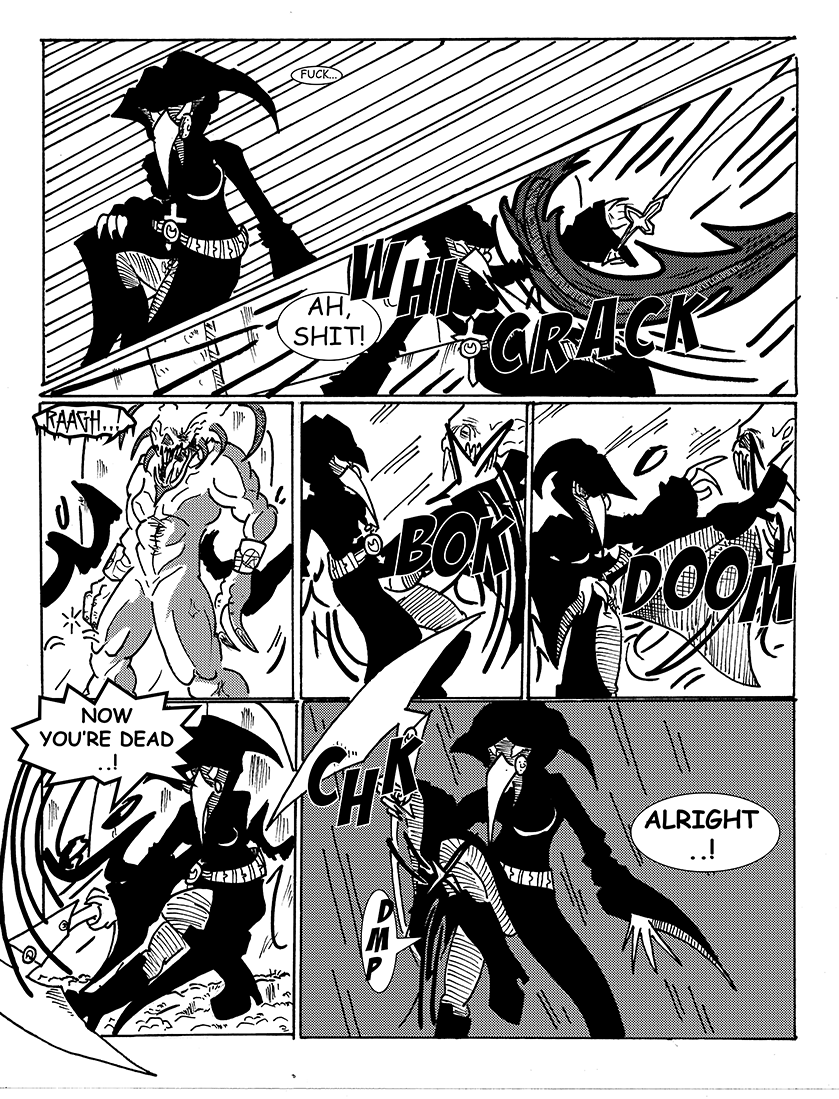 FUCK...
AH,
SHIT!
WHI
CRACK
RAAGH..!
BOK
DOOM
NOW
YOU'RE DEAD
..!
CHK
ALRIGHT
..!
DMP